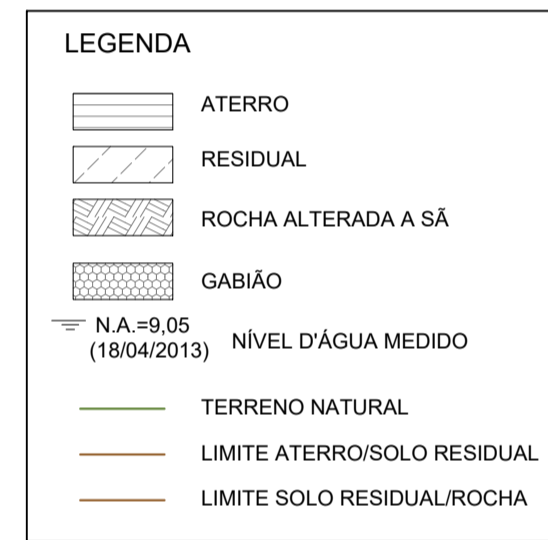 LEGENDA
ATERRO
RESIDUAL
ROCHA ALTERADA A SÃ
GABIÃO
N.A.=9,05
(18/04/2013) NÍVEL D'ÁGUA MEDIDO
TERRENO NATURAL
LIMITE ATERRO/SOLO RESIDUAL
LIMITE SOLO RESIDUAL/ROCHA